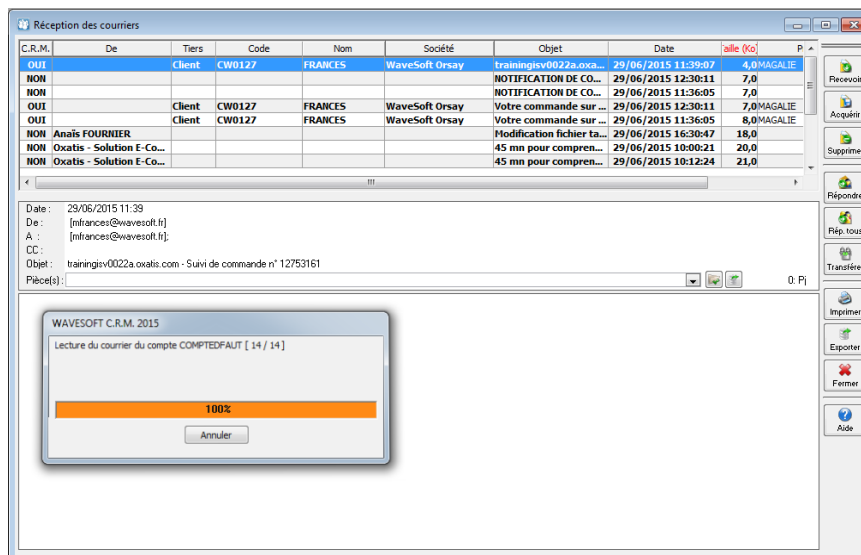 Réception des courriers
C.R.M. De Tiers Code Nom Société Objet Date aille (Ko) P
OUI Client CW0127 FRANCES WaveSoft Orsay trainingisv0022a.oxa... 29/06/2015 11:39:07 4,0 MAGALIE
NON NOTIFICATION DE CO... 29/06/2015 12:30:11 7,0
NON NOTIFICATION DE CO... 29/06/2015 11:36:05 7,0
OUI Client CW0127 FRANCES WaveSoft Orsay Votre commande sur ... 29/06/2015 12:30:11 7,0 MAGALIE
OUI Client CW0127 FRANCES WaveSoft Orsay Votre commande sur ... 29/06/2015 11:36:05 8,0 MAGALIE
NON Anaïs FOURNIER Modification fichier ta... 29/06/2015 16:30:47 18,0
NON Oxatis - Solution E-Co... 45 mn pour compren... 29/06/2015 10:00:21 20,0
NON Oxatis - Solution E-Co... 45 mn pour compren... 29/06/2015 10:12:24 21,0
Date : 29/06/2015 11:39
De : [mfrances@wavesoft.fr]
A : [mfrances@wavesoft.fr];
CC :
Objet : trainingisv0022a.oxatis.com - Suivi de commande n° 12753161
Pièce(s) : 0: Pj
WAVESOFT C.R.M. 2015
Lecture du courrier du compte COMPTEDFAUT [ 14 / 14 ]
100%
Annuler
Recevoir
Acquérir
Supprime
Répondre
Rép. tous
Transfére
Imprimer
Exporter
Fermer
Aide